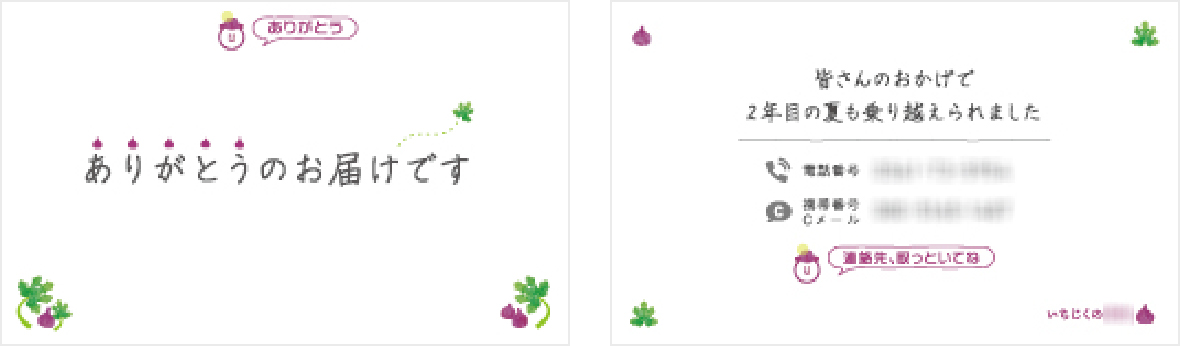 ありがとう
ありがとうのお届けです
皆さんのおかげで
2年目の夏も乗り越えられました
電話番号
携帯番号
Cメール
連絡先、取っといてね
いちじくの